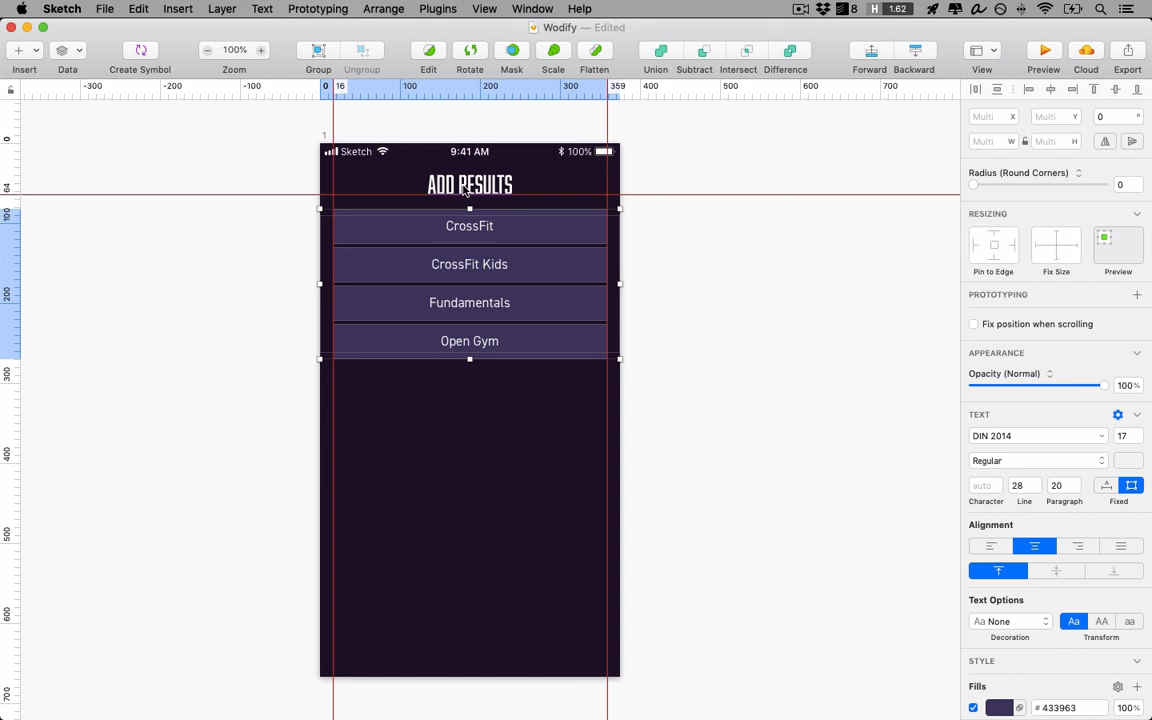 Sketch File Edit Insert Layer Text Prototyping Arrange Plugins View Window Help 8 H 1.62
Wodify — Edited
100%
Insert Data Create Symbol Zoom Group Ungroup Edit Rotate Mask Scale Flatten Union Subtract Intersect Difference Forward Backward View Preview Cloud Export
-300 -200 -100 0 16 100 200 300 359 400 500 600 700
0
64
100
200
300
400
500
600
700
1
Sketch 9:41 AM 100%
ADD RESULTS
CrossFit
CrossFit Kids
Fundamentals
Open Gym
Multi X Multi Y 0 °
Multi W Multi H
Radius (Round Corners)
0
RESIZING
Pin to Edge Fix Size Preview
PROTOTYPING
Fix position when scrolling
APPEARANCE
Opacity (Normal)
100%
TEXT
DIN 2014 17
Regular
auto 28 20
Character Line Paragraph Fixed
Alignment
Text Options
Aa None Aa AA aa
Decoration Transform
STYLE
Fills
# 433963 100%